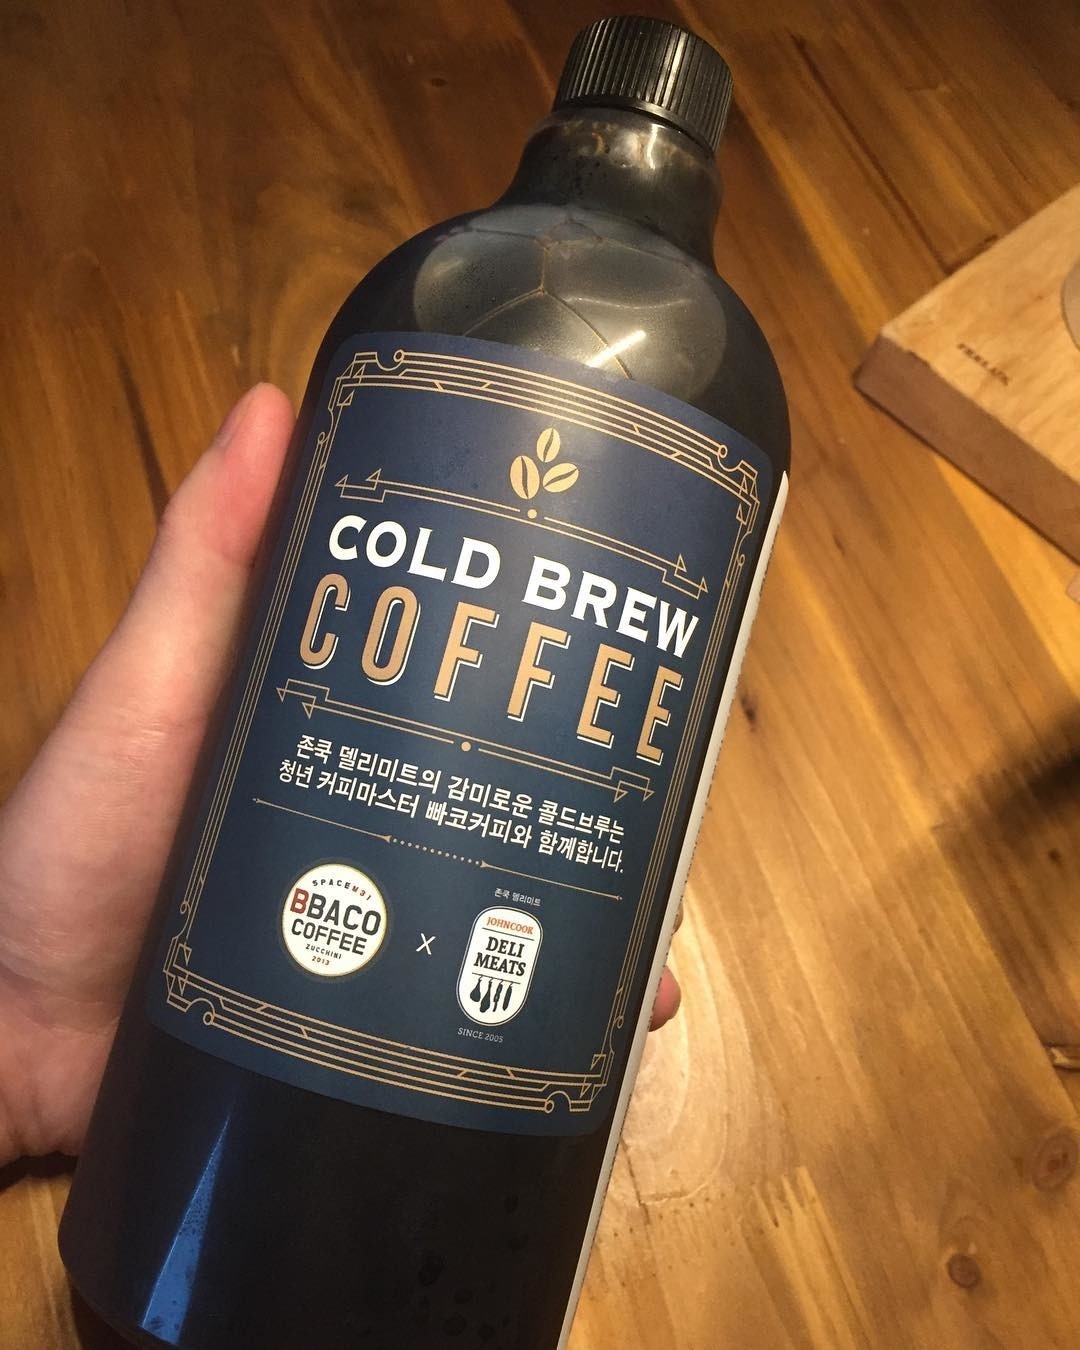 COLD BREW
COFFEE
존쿡 델리미트의 감미로운 콜드브루는
청년 커피마스터 빠코커피와 함께합니다.
SPACEM31
BBACO
COFFEE
ZUCCHINI
2013
X
존쿡 델리미트
JOHNCOOK
DELI
MEATS
SINCE 2005